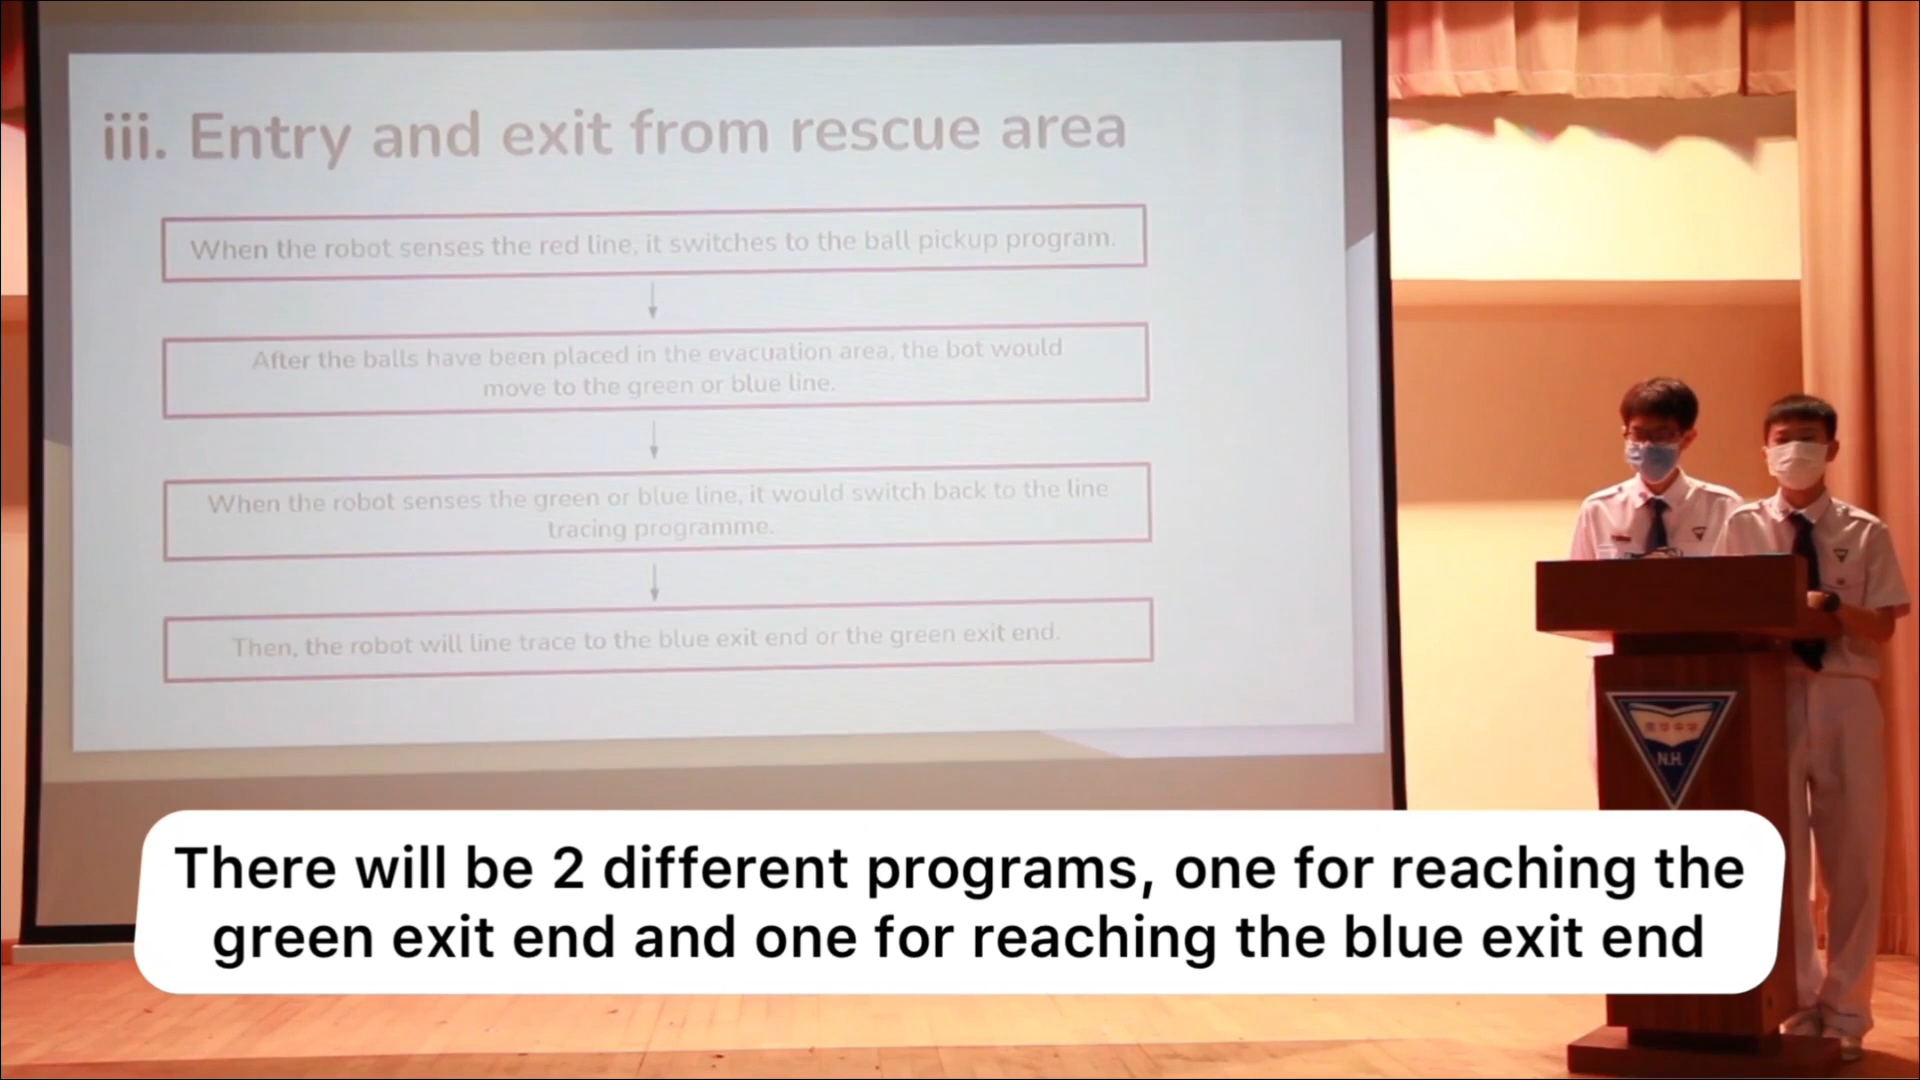 iii. Entry and exit from rescue area
When the robot senses the red line, it switches to the ball pickup program.
After the balls have been placed in the evacuation area, the bot would
move to the green or blue line.
When the robot senses the green or blue line, it would switch back to the line
tracing programme.
Then, the robot will line trace to the blue exit end or the green exit end.
N.H.
There will be 2 different programs, one for reaching the
green exit end and one for reaching the blue exit end